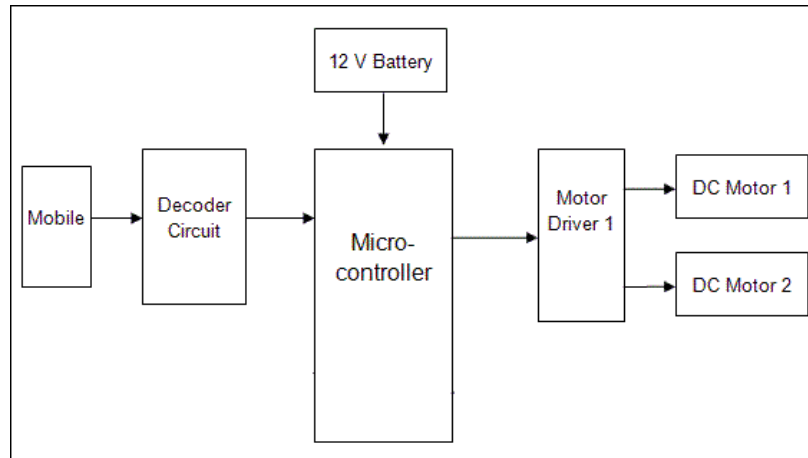 12 V Battery
Mobile
Decoder
Circuit
Micro-
controller
Motor
Driver 1
DC Motor 1
DC Motor 2